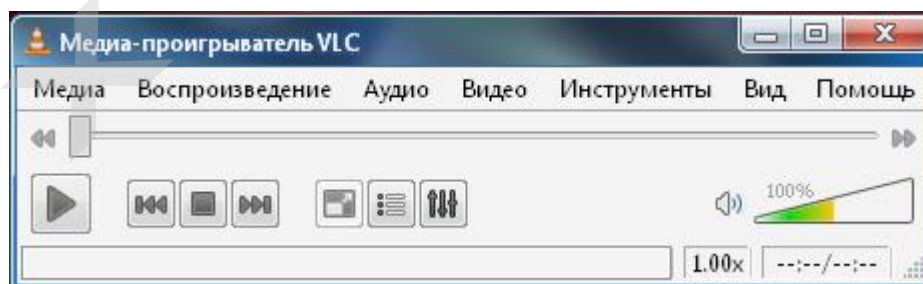 Медиа-проигрыватель VLC
Медиа Воспроизведение Аудио Видео Инструменты Вид Помощь
100%
1.00x --:--/--:--